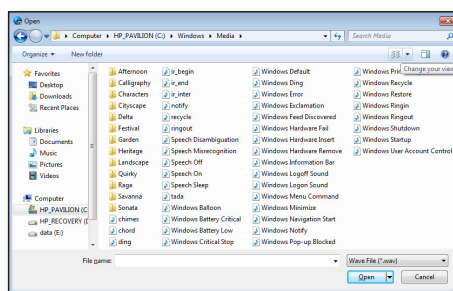 Open
Computer ▸ HP_PAVILION (C:) ▸ Windows ▸ Media ▸
Search Media
Organize
New folder
Change your view
Favorites
Desktop
Downloads
Recent Places
Libraries
Documents
Music
Pictures
Videos
Computer
HP_PAVILION (C
HP_RECOVERY (
data (E:)
Afternoon
Calligraphy
Characters
Cityscape
Delta
Festival
Garden
Heritage
Landscape
Quirky
Raga
Savanna
Sonata
chimes
chord
ding
ir_begin
ir_end
ir_inter
notify
recycle
ringout
Speech Disambiguation
Speech Misrecognition
Speech Off
Speech On
Speech Sleep
tada
Windows Balloon
Windows Battery Critical
Windows Battery Low
Windows Critical Stop
Windows Default
Windows Ding
Windows Error
Windows Exclamation
Windows Feed Discovered
Windows Hardware Fail
Windows Hardware Insert
Windows Hardware Remove
Windows Information Bar
Windows Logoff Sound
Windows Logon Sound
Windows Menu Command
Windows Minimize
Windows Navigation Start
Windows Notify
Windows Pop-up Blocked
Windows Prin
Windows Recycle
Windows Restore
Windows Ringin
Windows Ringout
Windows Shutdown
Windows Startup
Windows User Account Control
File name:
Wave File (*.wav)
Open
Cancel